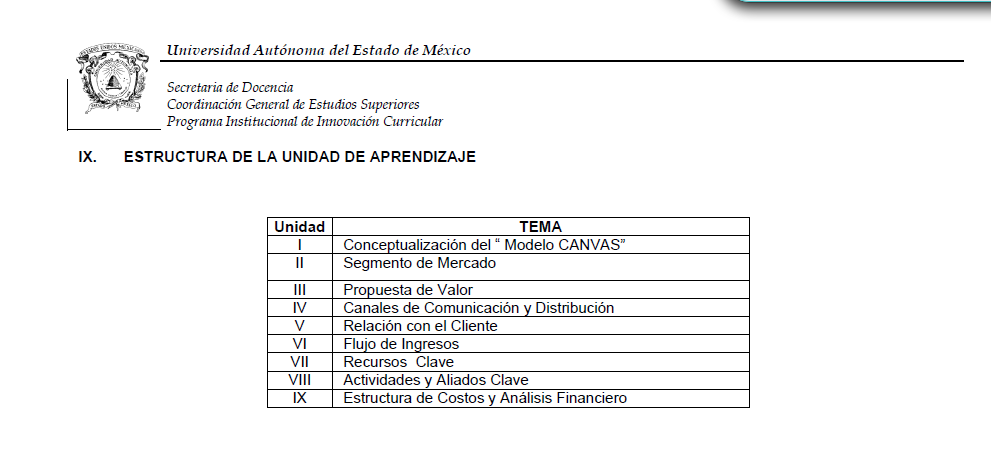 Universidad Autónoma del Estado de México
Secretaria de Docencia
Coordinación General de Estudios Superiores
Programa Institucional de Innovación Curricular
IX. ESTRUCTURA DE LA UNIDAD DE APRENDIZAJE
Unidad TEMA
I Conceptualización del “ Modelo CANVAS”
II Segmento de Mercado
III Propuesta de Valor
IV Canales de Comunicación y Distribución
V Relación con el Cliente
VI Flujo de Ingresos
VII Recursos Clave
VIII Actividades y Aliados Clave
IX Estructura de Costos y Análisis Financiero